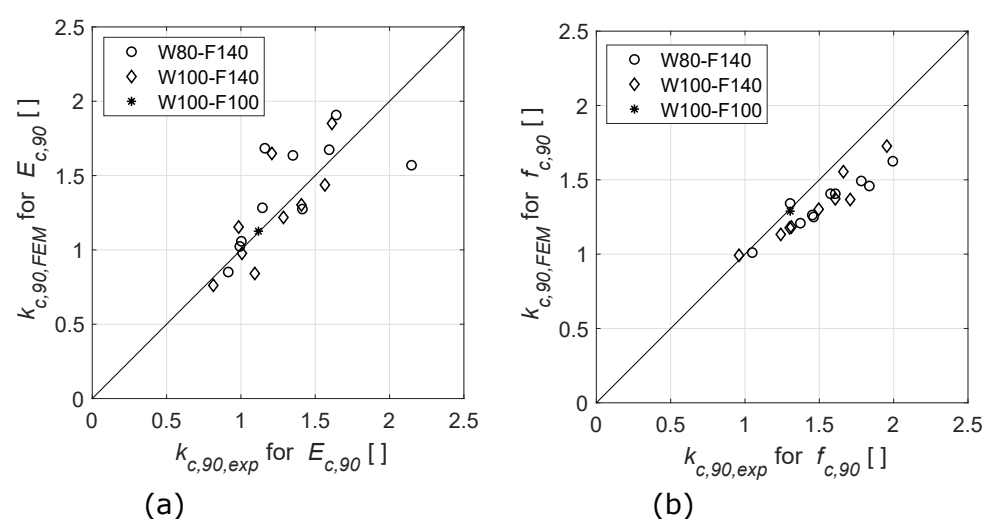 2.5
2
1.5
1
0.5
0
k_c,90,FEM for E_c,90 [ ]
W80-F140
W100-F140
W100-F100
0 0.5 1 1.5 2 2.5
k_c,90,exp for E_c,90 [ ]
(a)
2.5
2
1.5
1
0.5
0
k_c,90,FEM for f_c,90 [ ]
W80-F140
W100-F140
W100-F100
0 0.5 1 1.5 2 2.5
k_c,90,exp for f_c,90 [ ]
(b)